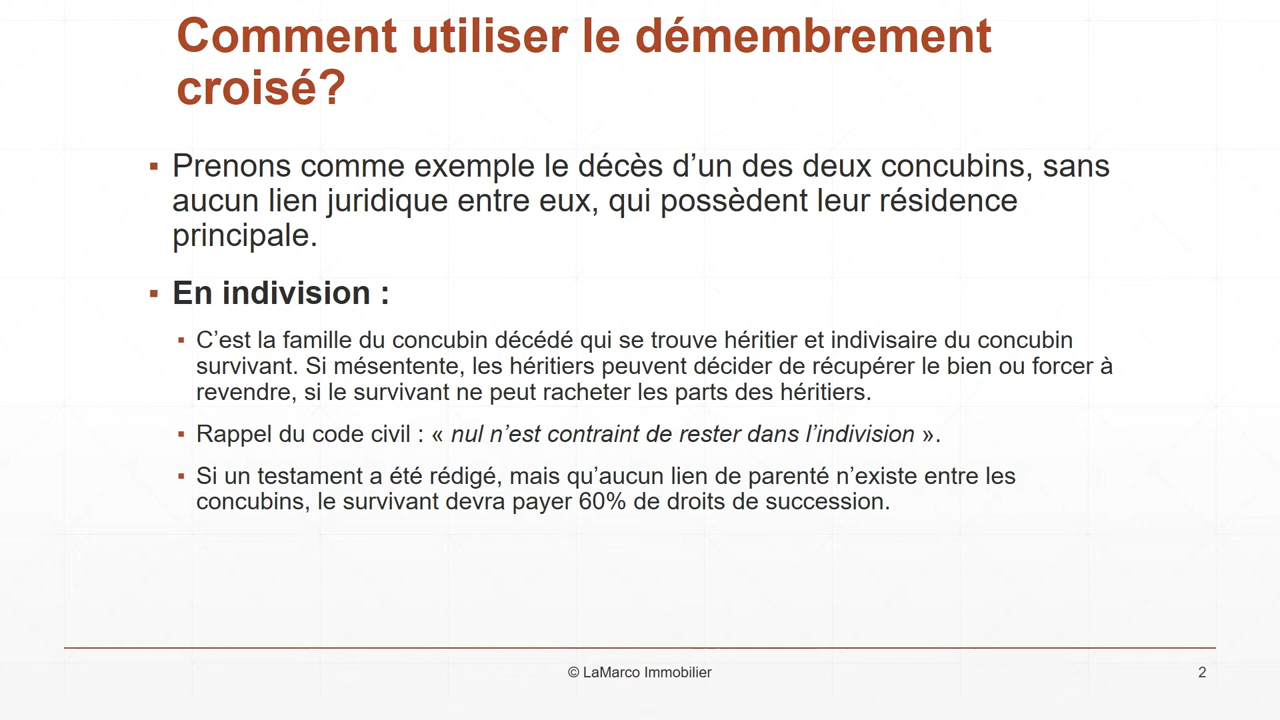 Comment utiliser le démembrement
croisé?
▪ Prenons comme exemple le décès d’un des deux concubins, sans
aucun lien juridique entre eux, qui possèdent leur résidence
principale.
▪ En indivision :
▪ C’est la famille du concubin décédé qui se trouve héritier et indivisaire du concubin
survivant. Si mésentente, les héritiers peuvent décider de récupérer le bien ou forcer à
revendre, si le survivant ne peut racheter les parts des héritiers.
▪ Rappel du code civil : « nul n’est contraint de rester dans l’indivision ».
▪ Si un testament a été rédigé, mais qu’aucun lien de parenté n’existe entre les
concubins, le survivant devra payer 60% de droits de succession.
© LaMarco Immobilier
2